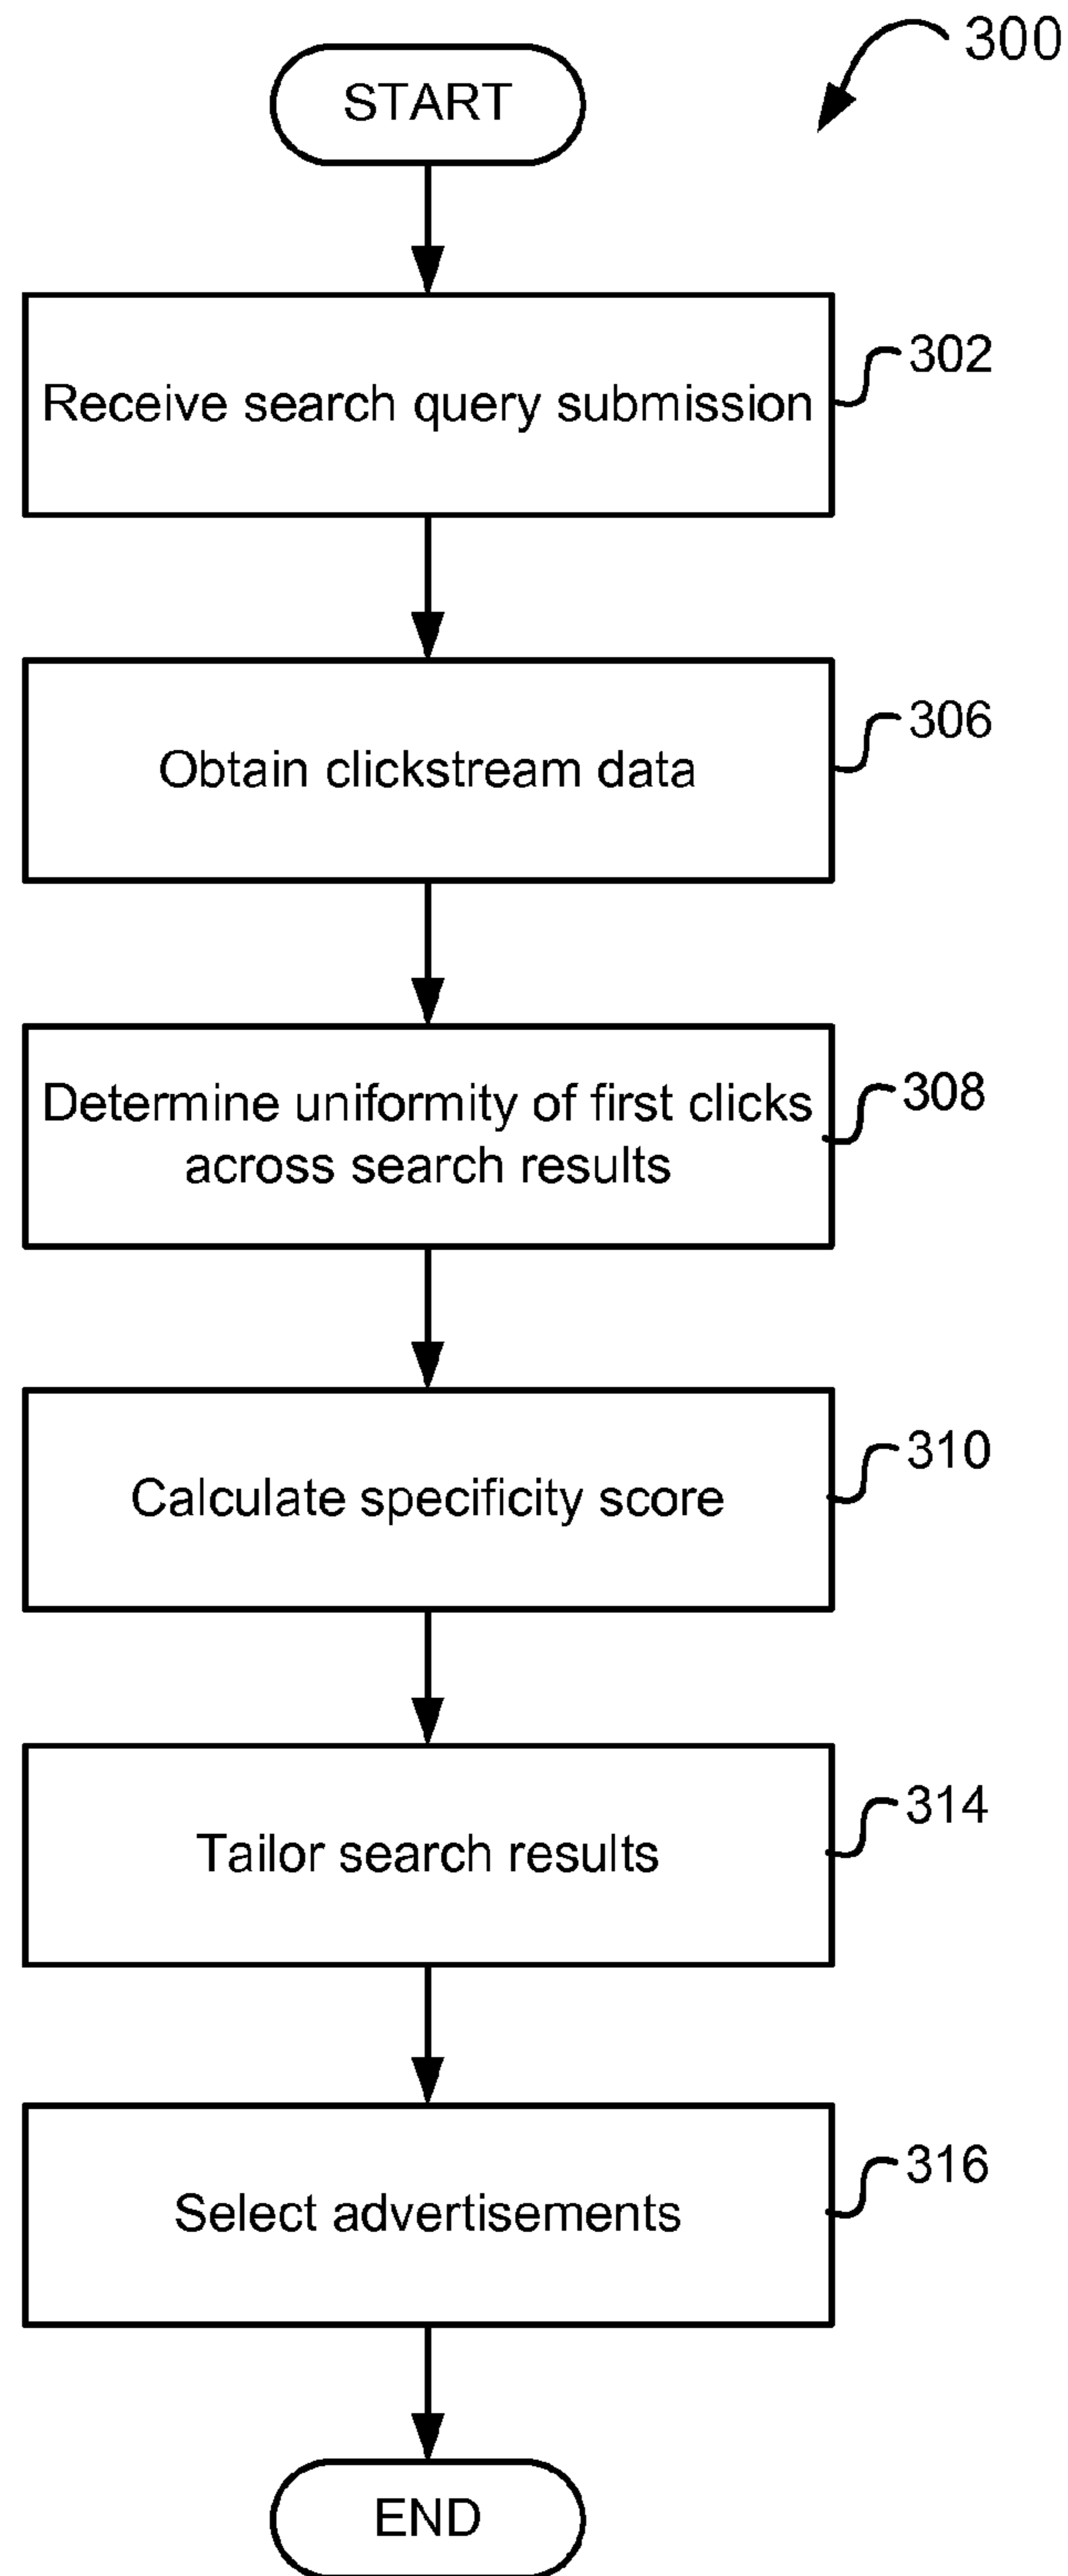 300
START
Receive search query submission
302
Obtain clickstream data
306
Determine uniformity of first clicks
across search results
308
Calculate specificity score
310
Tailor search results
314
Select advertisements
316
END